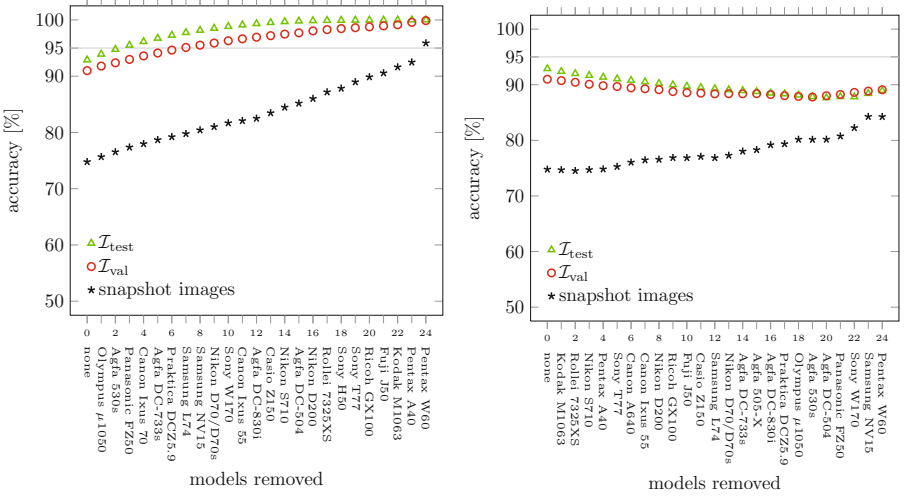 accuracy [%]
100
95
90
80
70
60
50
I_test
I_val
snapshot images
0 2 4 6 8 10 12 14 16 18 20 22 24
none
Olympus μ1050
Agfa 530s
Panasonic FZ50
Canon Ixus 70
Agfa DC-733s
Praktica DCZ5.9
Samsung L74
Samsung NV15
Nikon D70/D70s
Sony W170
Canon Ixus 55
Agfa DC-830i
Casio Z150
Nikon S710
Agfa DC-504
Nikon D200
Rollei 7325XS
Sony H50
Sony T77
Ricoh GX100
Fuji J50
Kodak M1063
Pentax A40
Pentax W60
models removed
accuracy [%]
100
95
90
80
70
60
50
I_test
I_val
snapshot images
0 2 4 6 8 10 12 14 16 18 20 22 24
none
Kodak M1063
Rollei 7325XS
Nikon S710
Pentax A40
Sony T77
Canon A640
Canon Ixus 55
Nikon D200
Ricoh GX100
Fuji J50
Casio Z150
Samsung L74
Nikon D70/D70s
Agfa DC-733s
Agfa 505-X
Agfa DC-830i
Praktica DCZ5.9
Olympus μ1050
Agfa 530s
Agfa DC-504
Panasonic FZ50
Sony W170
Samsung NV15
Pentax W60
models removed